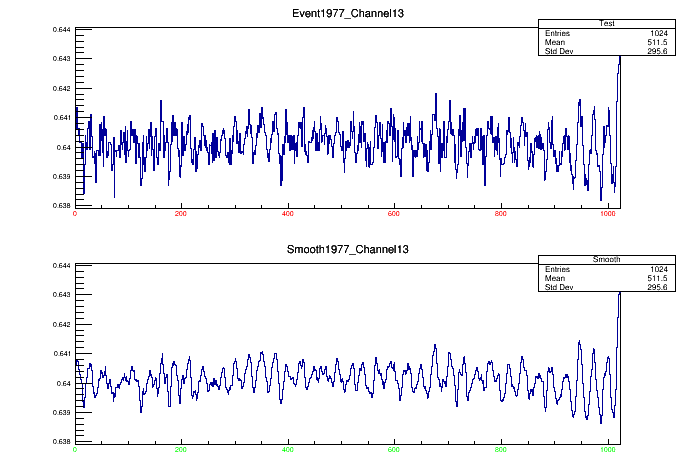 Event1977_Channel13
Test
Entries 1024
Mean 511.5
Std Dev 295.6
0.644
0.643
0.642
0.641
0.64
0.639
0.638
0 200 400 600 800 1000
Smooth1977_Channel13
Smooth
Entries 1024
Mean 511.5
Std Dev 295.6
0.644
0.643
0.642
0.641
0.64
0.639
0.638
0 200 400 600 800 1000